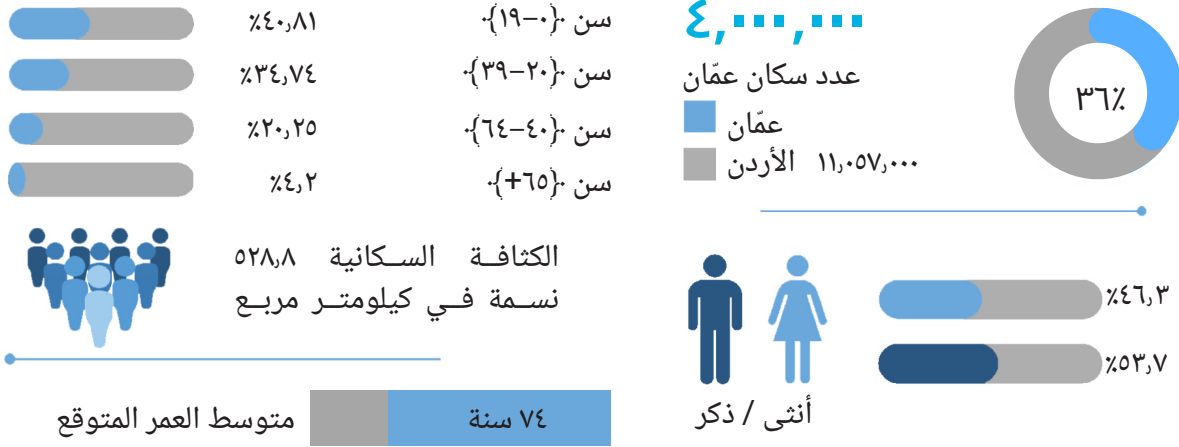 ٤,٠٠٠,٠٠٠
عدد سكان عمّان
عمّان
الأردن ١١,٠٥٧,٠٠٠
٣٦٪
٪٤٦,٣
٪٥٣,٧
أنثى / ذكر
سن {٠-١٩} ٪٤٠,٨١
سن {٢٠-٣٩} ٪٣٤,٧٤
سن {٤٠-٦٤} ٪٢٠,٢٥
سن {٦٥+} ٪٤,٢
الكثافة السكانية ٥٢٨,٨
نسمة في كيلومتر مربع
٧٤ سنة
متوسط العمر المتوقع